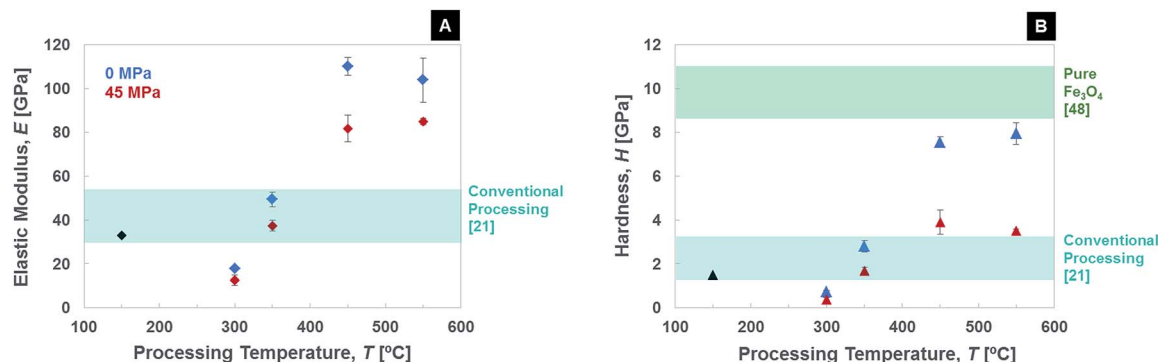 A
120
100
80
60
40
20
0
Elastic Modulus, E [GPa]
0 MPa
45 MPa
Conventional
Processing
[21]
100 200 300 400 500 600
Processing Temperature, T [ºC]
B
12
10
8
6
4
2
0
Hardness, H [GPa]
Pure
Fe₃O₄
[48]
Conventional
Processing
[21]
100 200 300 400 500 600
Processing Temperature, T [ºC]